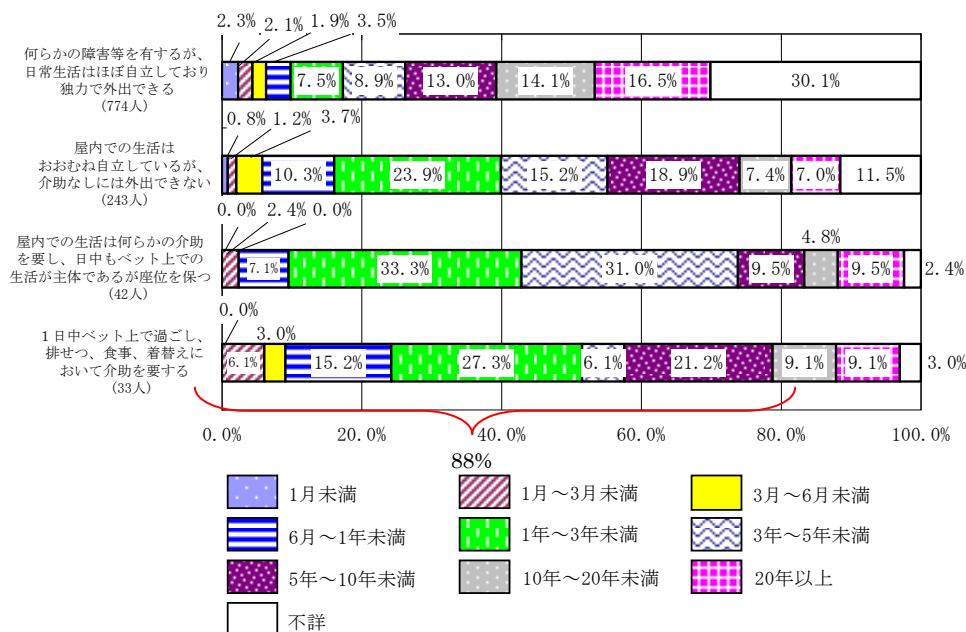 2.3%
2.1%
1.9%
3.5%
何らかの障害等を有するが、
日常生活はほぼ自立しており
独力で外出できる
(774人)
7.5%
8.9%
13.0%
14.1%
16.5%
30.1%
0.8%
1.2%
3.7%
屋内での生活は
おおむね自立しているが、
介助なしには外出できない
(243人)
10.3%
23.9%
15.2%
18.9%
7.4%
7.0%
11.5%
0.0%
2.4%
0.0%
4.8%
屋内での生活は何らかの介助
を要し、日中もベット上での
生活が主体であるが座位を保つ
(42人)
7.1%
33.3%
31.0%
9.5%
9.5%
2.4%
0.0%
3.0%
1日中ベット上で過ごし、
排せつ、食事、着替えに
おいて介助を要する
(33人)
6.1%
15.2%
27.3%
6.1%
21.2%
9.1%
9.1%
3.0%
0.0%
20.0%
40.0%
60.0%
80.0%
100.0%
88%
1月未満
1月～3月未満
3月～6月未満
6月～1年未満
1年～3年未満
3年～5年未満
5年～10年未満
10年～20年未満
20年以上
不詳